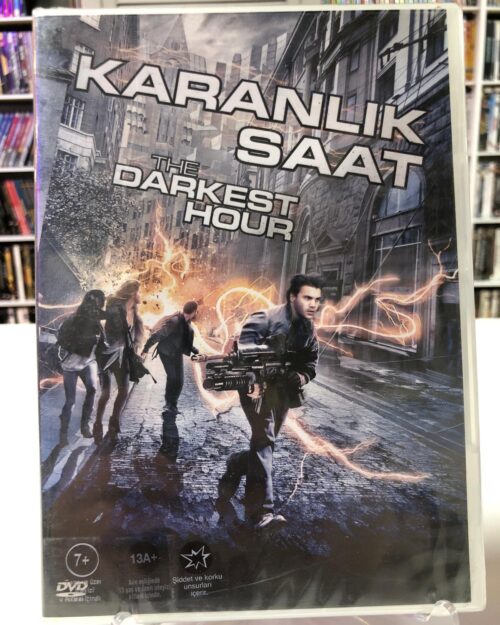 KARANLIK
SAAT
THE
DARKEST
HOUR
7+
13A+
Şiddet ve korku
unsurları
içerir.
DVD